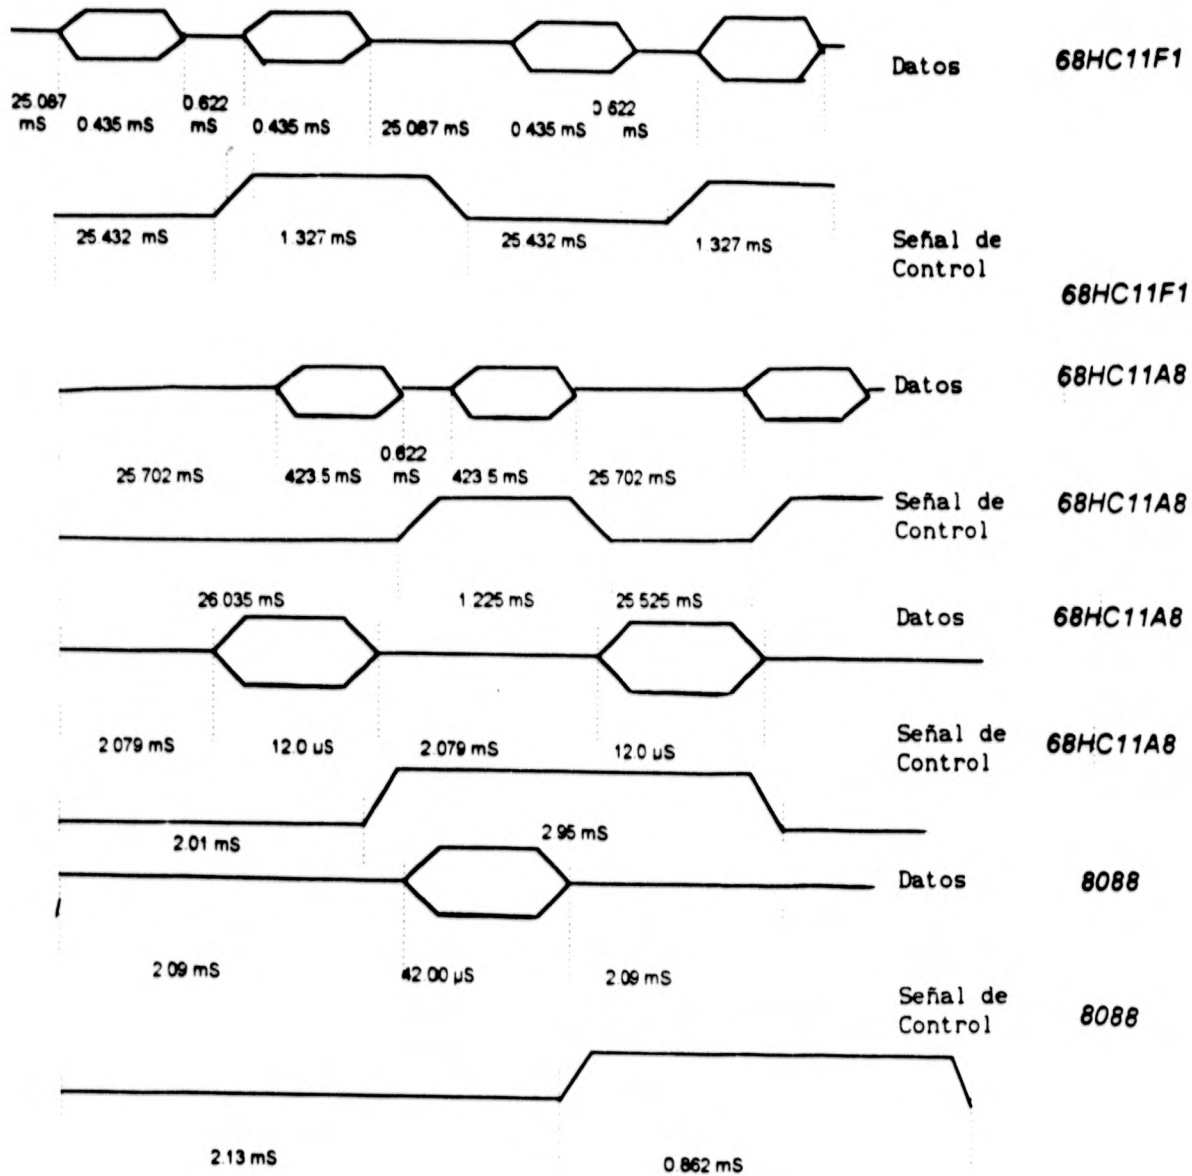 Datos 68HC11F1
25.087 0.622 0.622
mS 0.435 mS mS 0.435 mS 25.087 mS 0.435 mS mS
25.432 mS 1.327 mS 25.432 mS 1.327 mS
Señal de
Control
68HC11F1
Datos 68HC11A8
0.622
25.702 mS 423.5 mS mS 423.5 mS 25.702 mS
Señal de 68HC11A8
Control
26.035 mS 1.225 mS 25.525 mS
Datos 68HC11A8
2.079 mS 12.0 µS 2.079 mS 12.0 µS
Señal de 68HC11A8
Control
2.01 mS 2.95 mS
Datos 8088
2.09 mS 42.00 µS 2.09 mS
Señal de
Control 8088
2.13 mS 0.862 mS